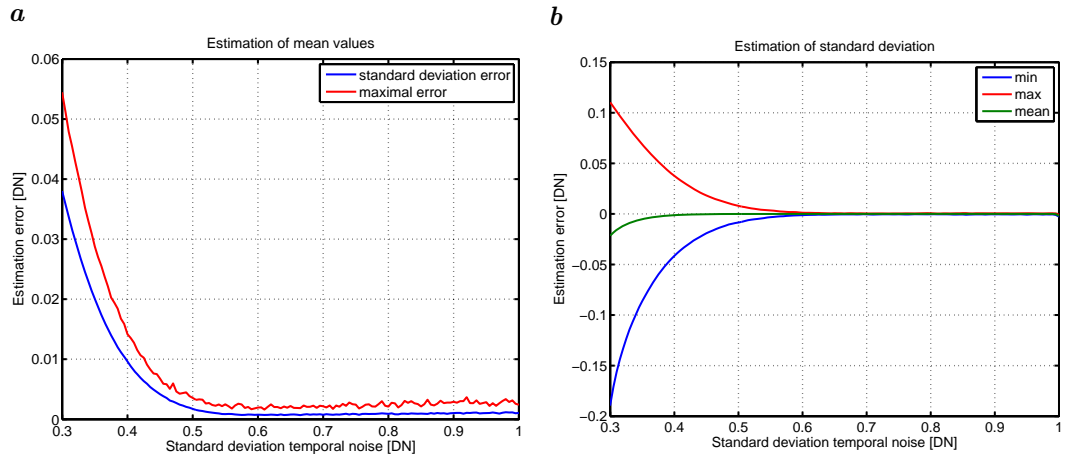 a
Estimation of mean values
0.06
0.05
0.04
0.03
0.02
0.01
0
Estimation error [DN]
standard deviation error
maximal error
0.3 0.4 0.5 0.6 0.7 0.8 0.9 1
Standard deviation temporal noise [DN]
b
Estimation of standard deviation
0.15
0.1
0.05
0
−0.05
−0.1
−0.15
−0.2
Estimation error [DN]
min
max
mean
0.3 0.4 0.5 0.6 0.7 0.8 0.9 1
Standard deviation temporal noise [DN]